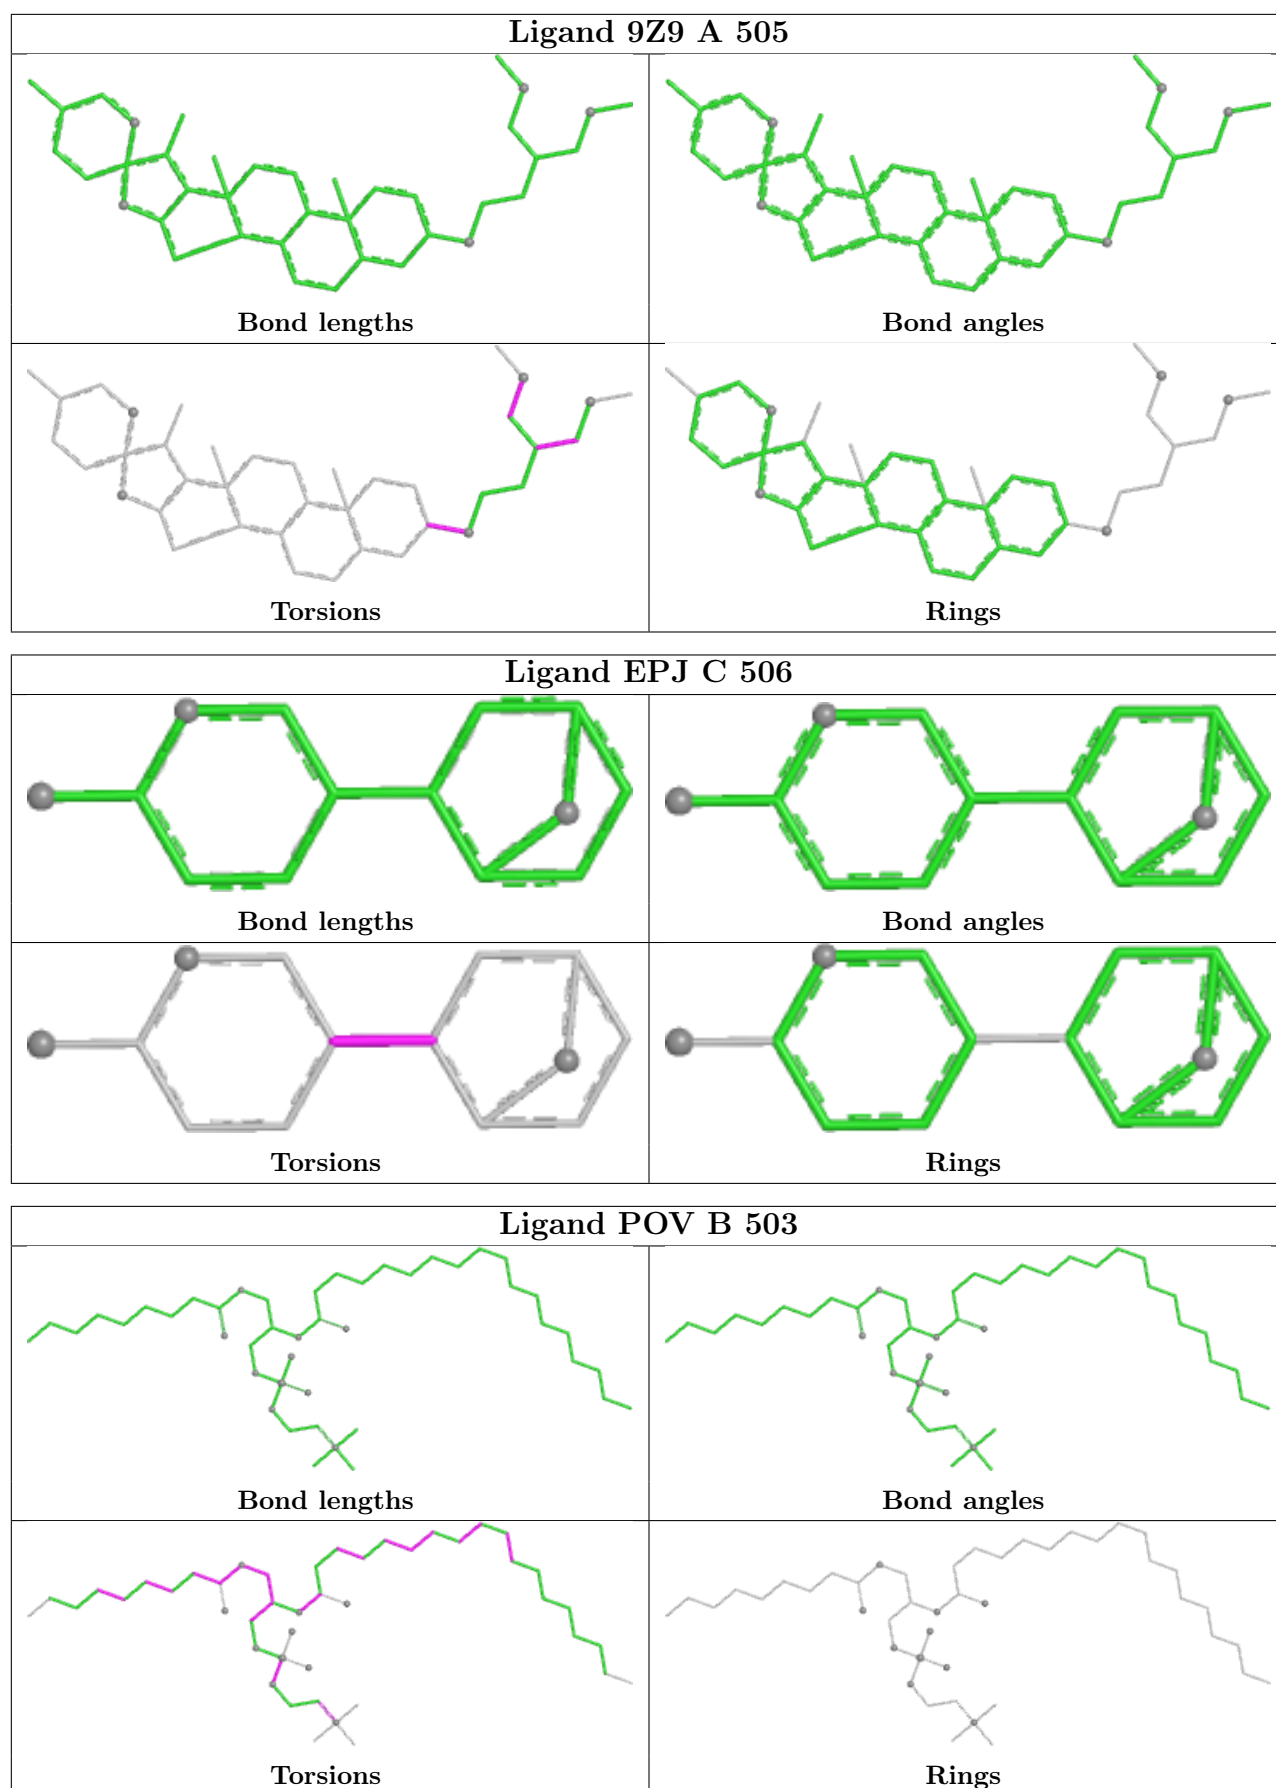 Ligand 9Z9 A 505
Bond lengths
Bond angles
Torsions
Rings
Ligand EPJ C 506
Bond lengths
Bond angles
Torsions
Rings
Ligand POV B 503
Bond lengths
Bond angles
Torsions
Rings